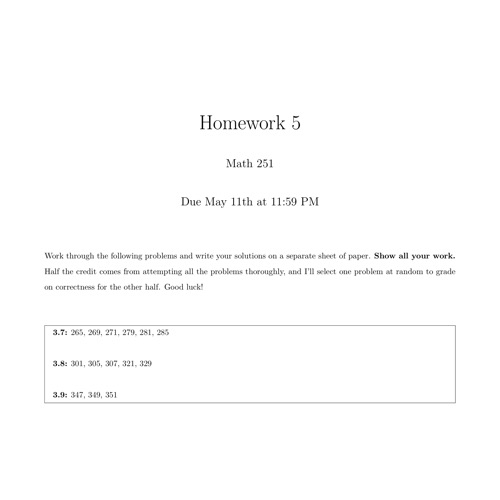 Homework 5
Math 251
Due May 11th at 11:59 PM
Work through the following problems and write your solutions on a separate sheet of paper. Show all your work.
Half the credit comes from attempting all the problems thoroughly, and I'll select one problem at random to grade
on correctness for the other half. Good luck!
3.7: 265, 269, 271, 279, 281, 285
3.8: 301, 305, 307, 321, 329
3.9: 347, 349, 351